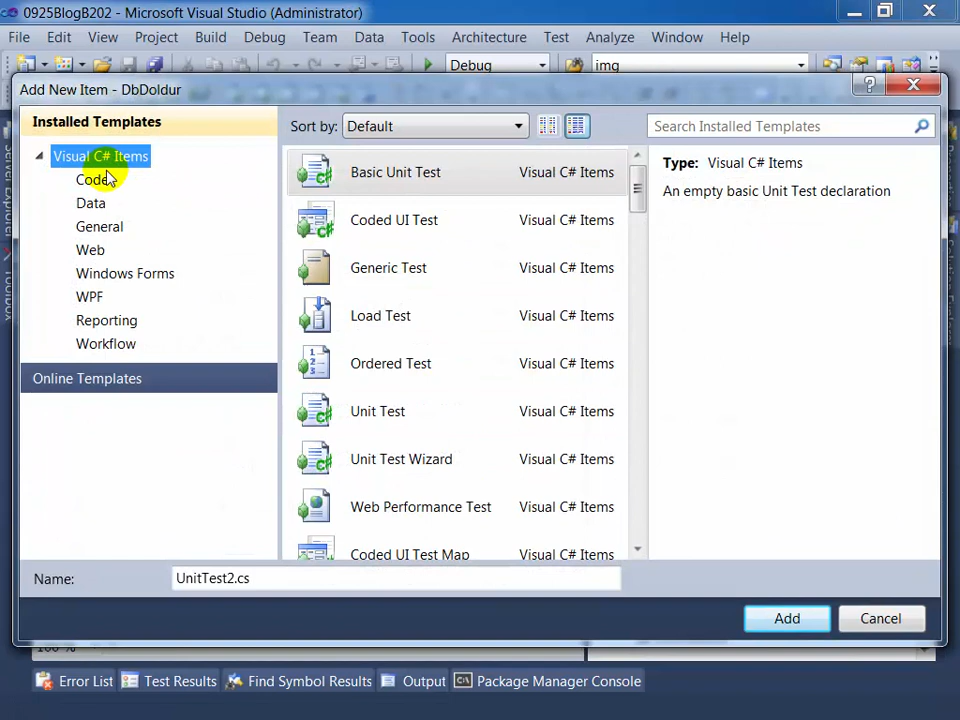 0925BlogB202 - Microsoft Visual Studio (Administrator)
File Edit View Project Build Debug Team Data Tools Architecture Test Analyze Window Help
Debug img
Add New Item - DbDoldur
Installed Templates
Sort by: Default
Search Installed Templates
Visual C# Items
Code
Data
General
Web
Windows Forms
WPF
Reporting
Workflow
Online Templates
Basic Unit Test Visual C# Items
Coded UI Test Visual C# Items
Generic Test Visual C# Items
Load Test Visual C# Items
Ordered Test Visual C# Items
Unit Test Visual C# Items
Unit Test Wizard Visual C# Items
Web Performance Test Visual C# Items
Coded UI Test Map Visual C# Items
Type: Visual C# Items
An empty basic Unit Test declaration
Name: UnitTest2.cs
Add Cancel
Error List Test Results Find Symbol Results Output Package Manager Console